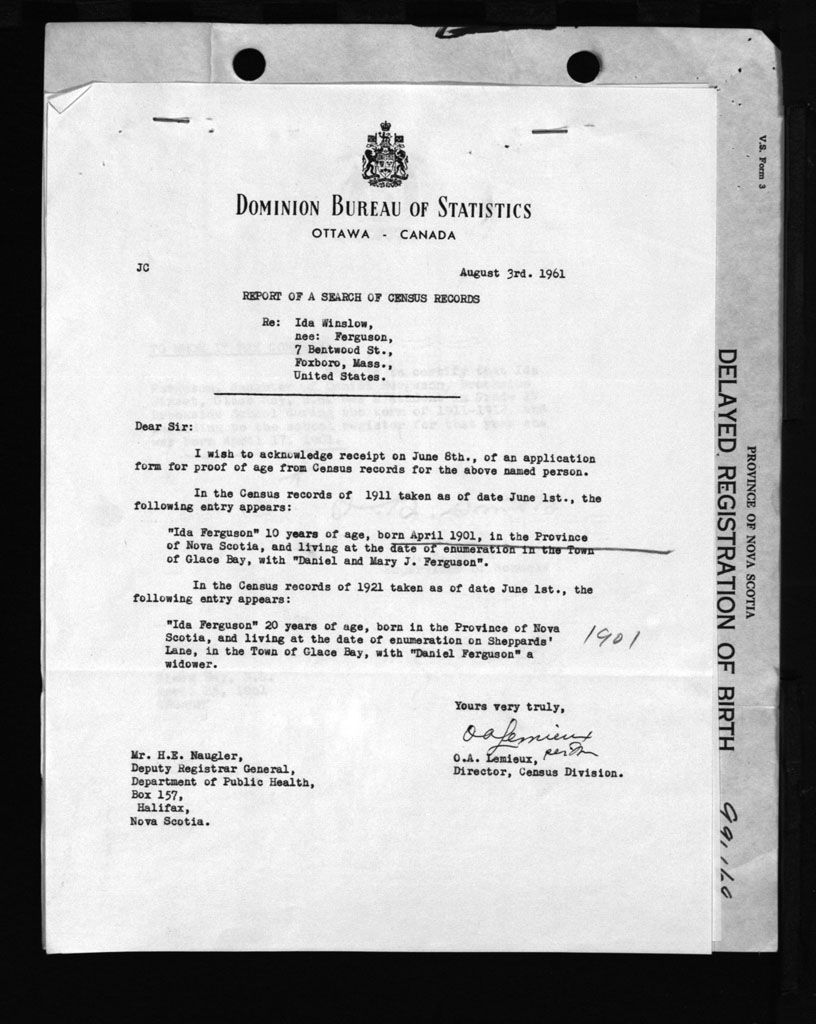 DOMINION BUREAU OF STATISTICS
OTTAWA - CANADA
JC
August 3rd. 1961
REPORT OF A SEARCH OF CENSUS RECORDS
Re: Ida Winslow,
nee: Ferguson,
7 Bentwood St.,
Foxboro, Mass.,
United States.
Dear Sir:
I wish to acknowledge receipt on June 8th., of an application
form for proof of age from Census records for the above named person.
In the Census records of 1911 taken as of date June 1st., the
following entry appears:
"Ida Ferguson" 10 years of age, born April 1901, in the Province
of Nova Scotia, and living at the date of enumeration in the Town
of Glace Bay, with "Daniel and Mary J. Ferguson".
In the Census records of 1921 taken as of date June 1st., the
following entry appears:
"Ida Ferguson" 20 years of age, born in the Province of Nova
Scotia, and living at the date of enumeration on Sheppards'
Lane, in the Town of Glace Bay, with "Daniel Ferguson" a
widower.
1901
Yours very truly,
O A Lemieux
O.A. Lemieux,
Director, Census Division.
Mr. H.E. Naugler,
Deputy Registrar General,
Department of Public Health,
Box 157,
Halifax,
Nova Scotia.
V.S. Form 3
PROVINCE OF NOVA SCOTIA
DELAYED REGISTRATION OF BIRTH